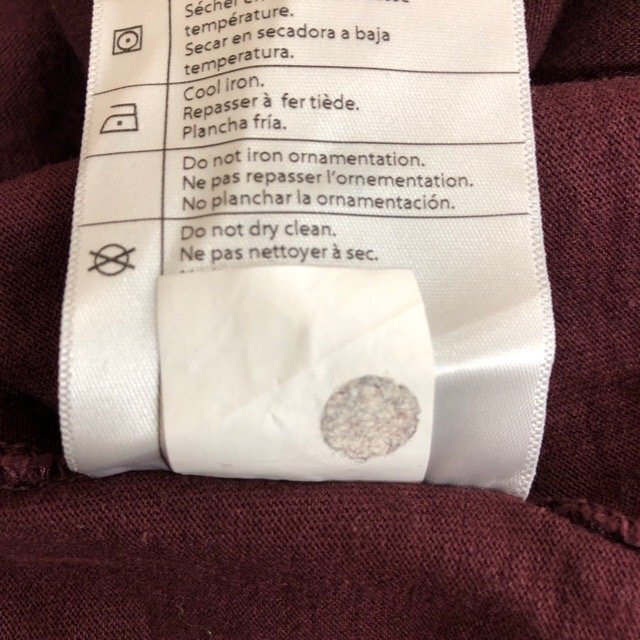 température.
Secar en secadora a baja
temperatura.
Cool iron.
Repasser à fer tiède.
Plancha fría.
Do not iron ornamentation.
Ne pas repasser l'ornementation.
No planchar la ornamentación.
Do not dry clean.
Ne pas nettoyer à sec.